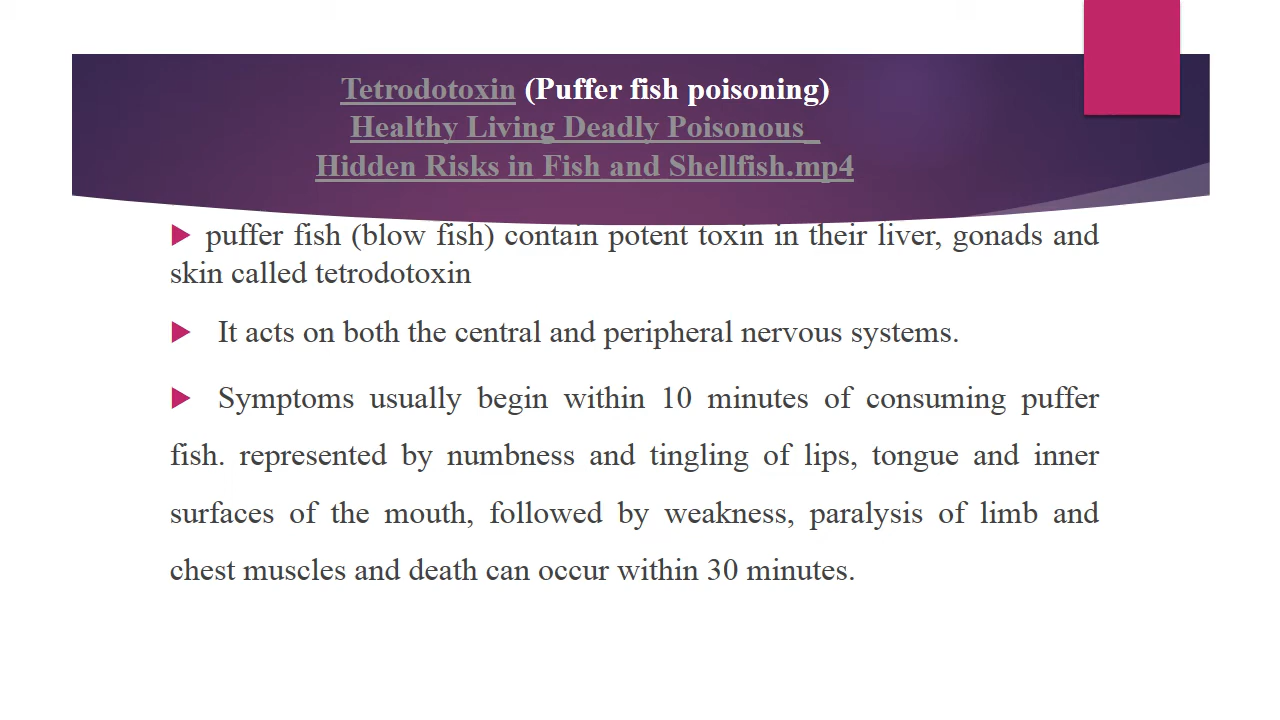 Tetrodotoxin (Puffer fish poisoning)
Healthy Living Deadly Poisonous_
Hidden Risks in Fish and Shellfish.mp4
puffer fish (blow fish) contain potent toxin in their liver, gonads and
skin called tetrodotoxin
It acts on both the central and peripheral nervous systems.
Symptoms usually begin within 10 minutes of consuming puffer
fish. represented by numbness and tingling of lips, tongue and inner
surfaces of the mouth, followed by weakness, paralysis of limb and
chest muscles and death can occur within 30 minutes.